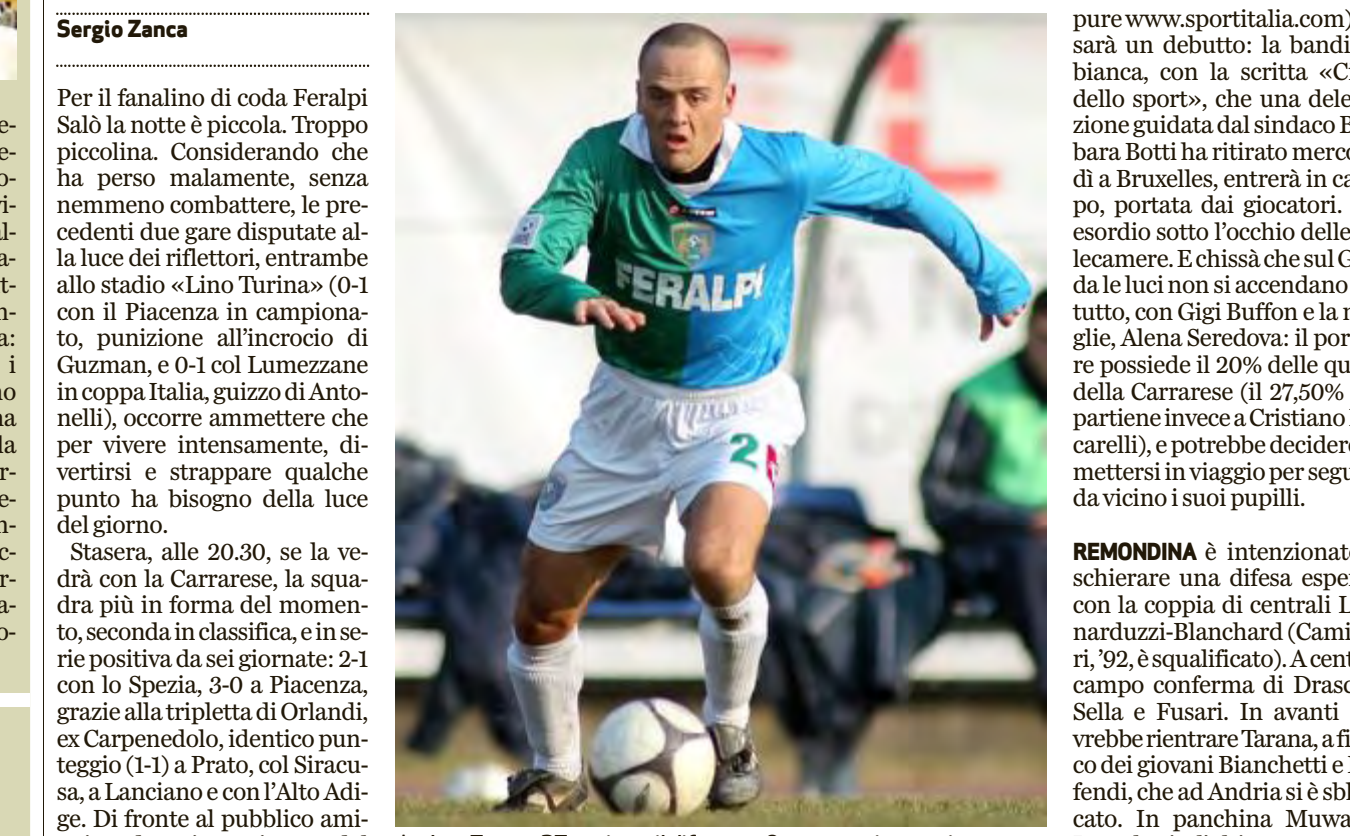 Sergio Zanca
Per il fanalino di coda Feralpi
Salò la notte è piccola. Troppo
piccolina. Considerando che
ha perso malamente, senza
nemmeno combattere, le pre-
cedenti due gare disputate al-
la luce dei riflettori, entrambe
allo stadio «Lino Turina» (0-1
con il Piacenza in campiona-
to, punizione all’incrocio di
Guzman, e 0-1 col Lumezzane
in coppa Italia, guizzo di Anto-
nelli), occorre ammettere che
per vivere intensamente, di-
vertirsi e strappare qualche
punto ha bisogno della luce
del giorno.
Stasera, alle 20.30, se la ve-
drà con la Carrarese, la squa-
dra più in forma del momen-
to, seconda in classifica, e in se-
rie positiva da sei giornate: 2-1
con lo Spezia, 3-0 a Piacenza,
grazie alla tripletta di Orlandi,
ex Carpenedolo, identico pun-
teggio (1-1) a Prato, col Siracu-
sa, a Lanciano e con l’Alto Adi-
ge. Di fronte al pubblico ami-
FERALPI
2
pure www.sportitalia.com)
sarà un debutto: la bandi
bianca, con la scritta «Ci
dello sport», che una dele
zione guidata dal sindaco B
bara Botti ha ritirato merco
dì a Bruxelles, entrerà in ca
po, portata dai giocatori.
esordio sotto l’occhio delle
lecamere. E chissà che sul G
da le luci non si accendano
tutto, con Gigi Buffon e la m
glie, Alena Seredova: il por
re possiede il 20% delle qu
della Carrarese (il 27,50%
partiene invece a Cristiano
carelli), e potrebbe decidere
mettersi in viaggio per segu
da vicino i suoi pupilli.
REMONDINA è intenzionat
schierare una difesa espe
con la coppia di centrali L
narduzzi-Blanchard (Cami
ri, ’92, è squalificato). A cent
campo conferma di Drasc
Sella e Fusari. In avanti
vrebbe rientrare Tarana, a fi
co dei giovani Bianchetti e
fendi, che ad Andria si è sbl
cato. In panchina Muwa